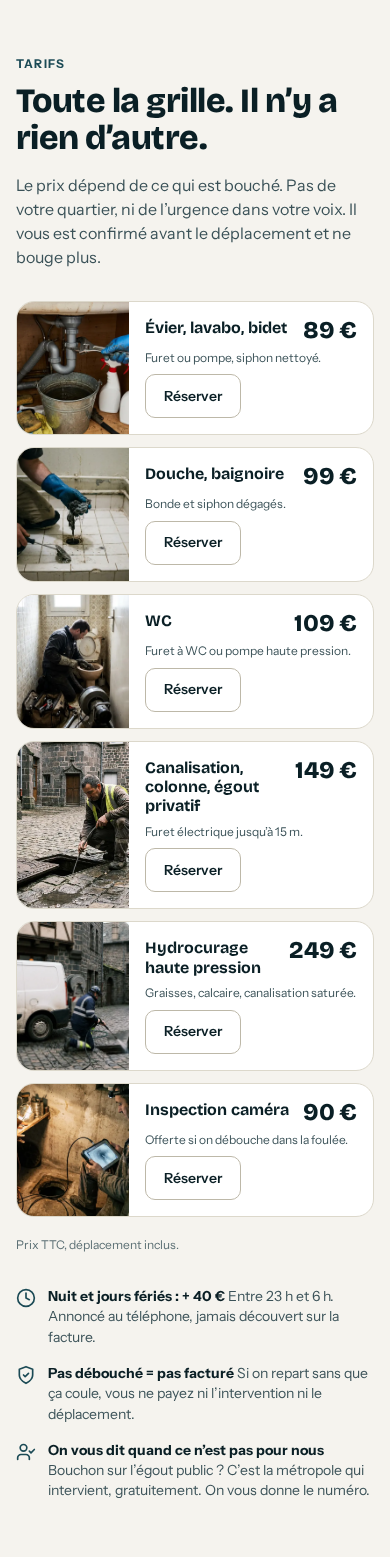 TARIFS
Toute la grille. Il n’y a
rien d’autre.
Le prix dépend de ce qui est bouché. Pas de
votre quartier, ni de l’urgence dans votre voix. Il
vous est confirmé avant le déplacement et ne
bouge plus.
Évier, lavabo, bidet 89 €
Furet ou pompe, siphon nettoyé.
Réserver
Douche, baignoire 99 €
Bonde et siphon dégagés.
Réserver
WC 109 €
Furet à WC ou pompe haute pression.
Réserver
Canalisation, 149 €
colonne, égout
privatif
Furet électrique jusqu’à 15 m.
Réserver
Hydrocurage 249 €
haute pression
Graisses, calcaire, canalisation saturée.
Réserver
Inspection caméra 90 €
Offerte si on débouche dans la foulée.
Réserver
Prix TTC, déplacement inclus.
Nuit et jours fériés : + 40 € Entre 23 h et 6 h.
Annoncé au téléphone, jamais découvert sur la
facture.
Pas débouché = pas facturé Si on repart sans que
ça coule, vous ne payez ni l’intervention ni le
déplacement.
On vous dit quand ce n’est pas pour nous
Bouchon sur l’égout public ? C’est la métropole qui
intervient, gratuitement. On vous donne le numéro.